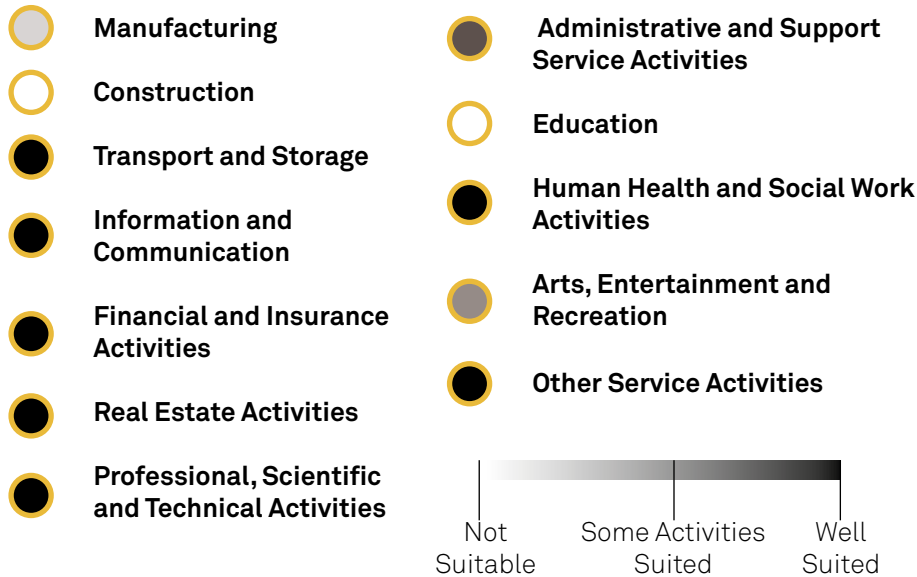 Manufacturing
Construction
Transport and Storage
Information and
Communication
Financial and Insurance
Activities
Real Estate Activities
Professional, Scientific
and Technical Activities
Administrative and Support
Service Activities
Education
Human Health and Social Work
Activities
Arts, Entertainment and
Recreation
Other Service Activities
Not
Suitable
Some Activities
Suited
Well
Suited